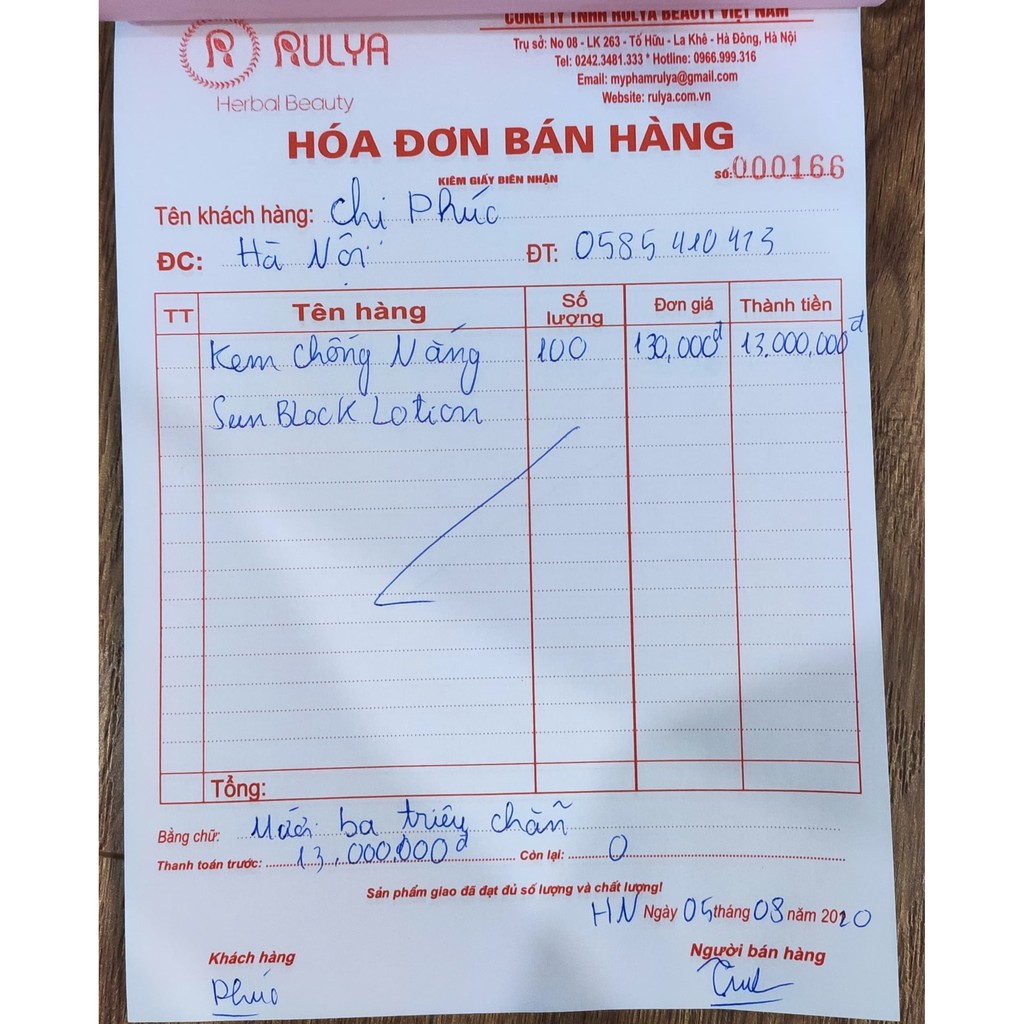 CÔNG TY TNHH RULYA BEAUTY VIỆT NAM
Trụ sở: No 08 - LK 263 - Tố Hữu - La Khê - Hà Đông, Hà Nội
Tel: 0242.3481.333 * Hotline: 0966.999.316
Email: myphamrulya@gmail.com
Website: rulya.com.vn
R RULYA
Herbal Beauty
HÓA ĐƠN BÁN HÀNG
KIÊM GIẤY BIÊN NHẬN
Số: 000166
Tên khách hàng: Chị Phúc
ĐC: Hà Nội ĐT: 0585 410 413
TT Tên hàng Số lượng Đơn giá Thành tiền
Kem Chống Nắng 100 130,000đ 13,000,000đ
Sun Block Lotion
Tổng:
Bằng chữ: Mười ba triệu chẵn
Thanh toán trước: 13,000.000đ Còn lại: 0
Sản phẩm giao đã đạt đủ số lượng và chất lượng!
HN Ngày 05 tháng 08 năm 2020
Khách hàng Người bán hàng
Phúc